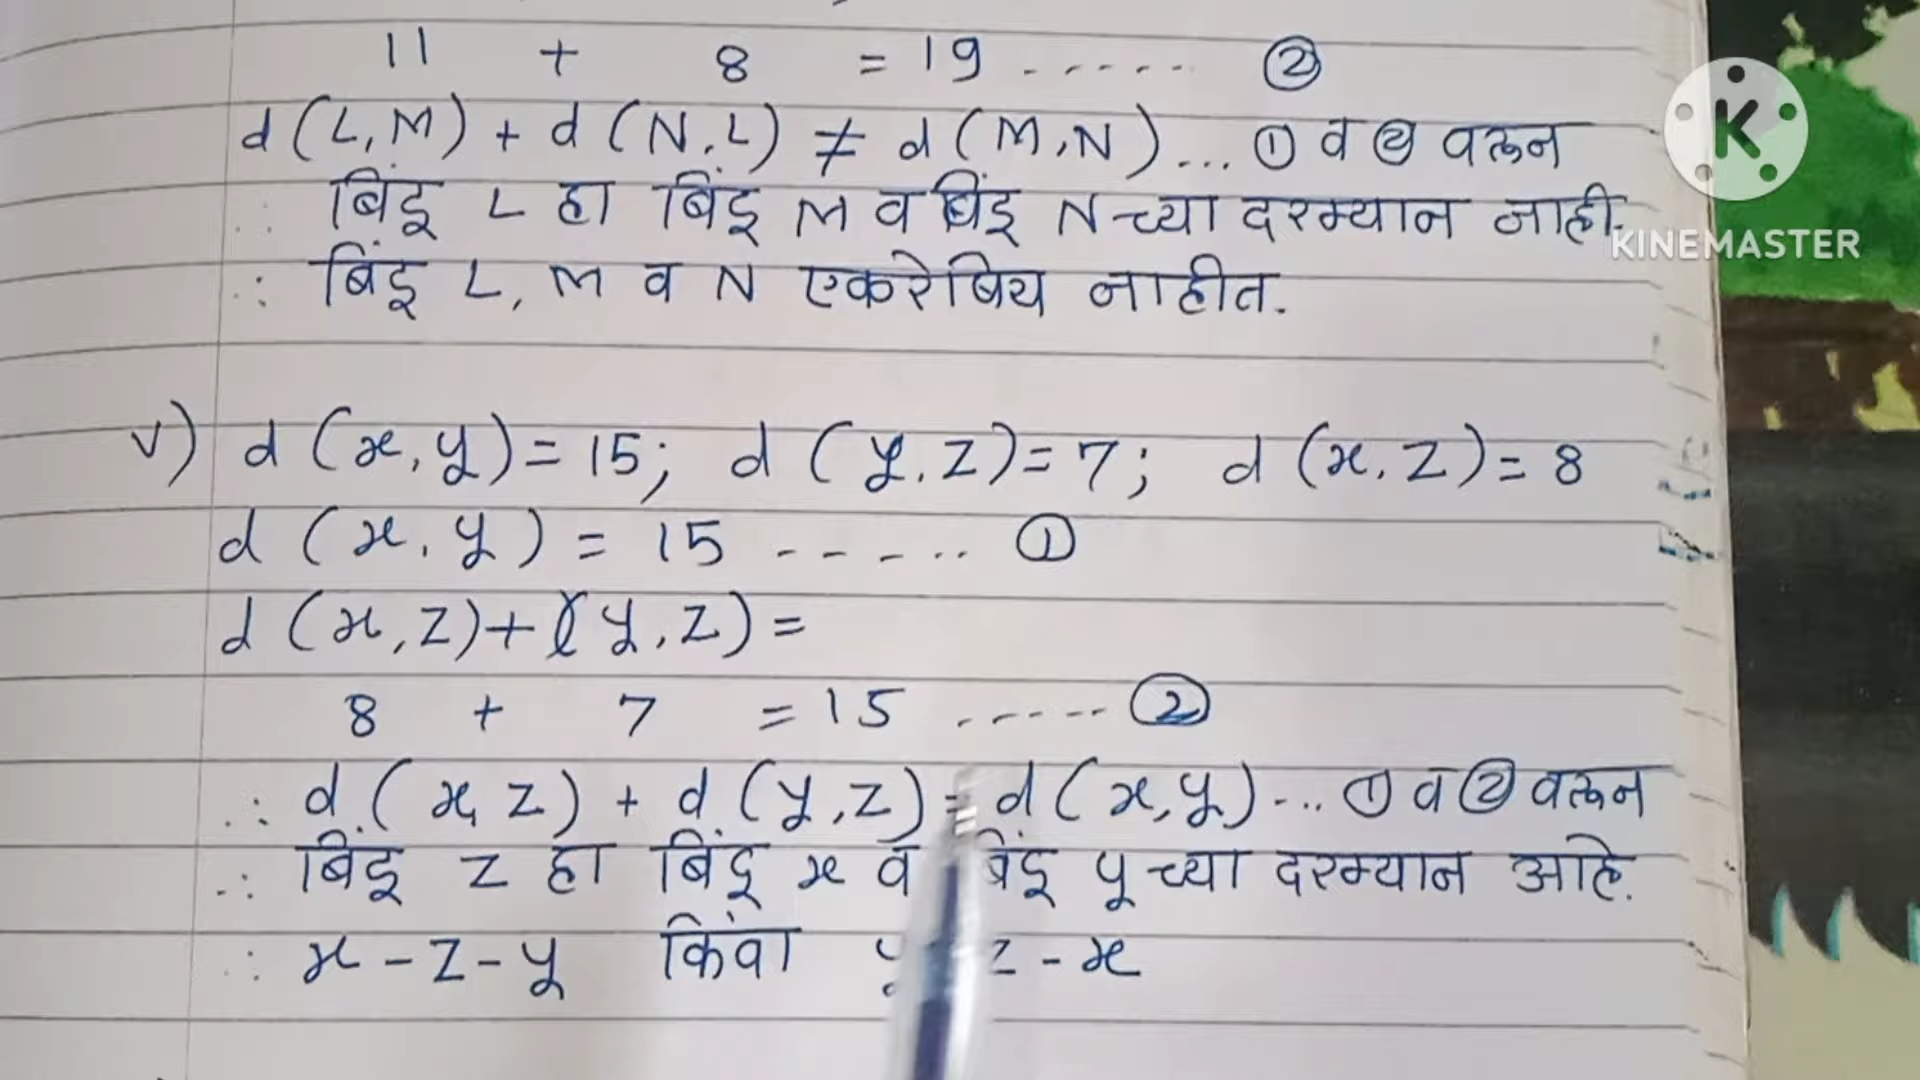 11 + 8 = 19 ...... ②
d (L, M) + d (N, L) ≠ d (M, N) ... ① व ② वरून
∴ बिंदू L हा बिंदू M व बिंदू N च्या दरम्यान नाही.
∴ बिंदू L, M व N एकरेषिय नाहीत.
v) d (x, y) = 15; d (y, z) = 7; d (x, z) = 8
d (x, y) = 15 ...... ①
d (x, z) + (y, z) =
8 + 7 = 15 ...... ②
∴ d (x, z) + d (y, z) = d (x, y) ... ① व ② वरून
∴ बिंदू z हा बिंदू x व बिंदू y च्या दरम्यान आहे.
∴ x - z - y किंवा y z - x
KINEMASTER